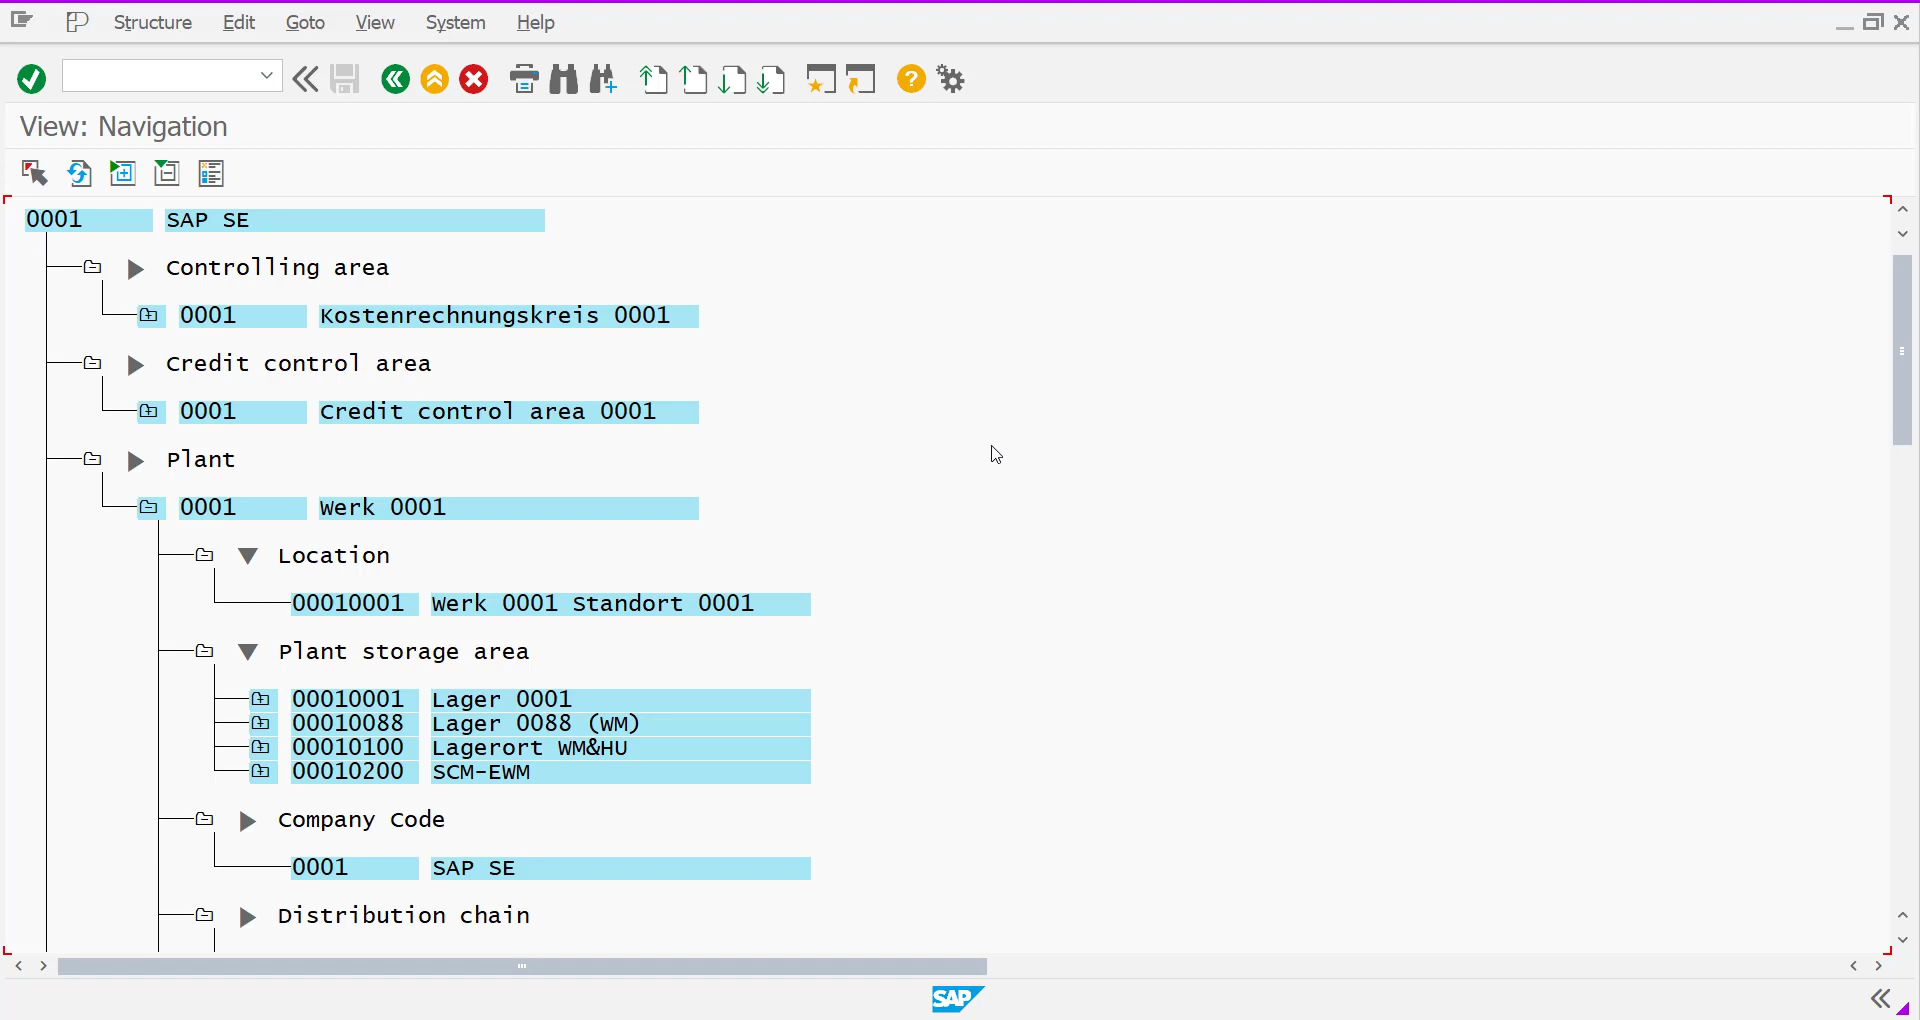 Structure Edit Goto View System Help
View: Navigation
0001 SAP SE
Controlling area
0001 Kostenrechnungskreis 0001
Credit control area
0001 Credit control area 0001
Plant
0001 Werk 0001
Location
00010001 Werk 0001 Standort 0001
Plant storage area
00010001 Lager 0001
00010088 Lager 0088 (WM)
00010100 Lagerort WM&HU
00010200 SCM-EWM
Company Code
0001 SAP SE
Distribution chain
SAP